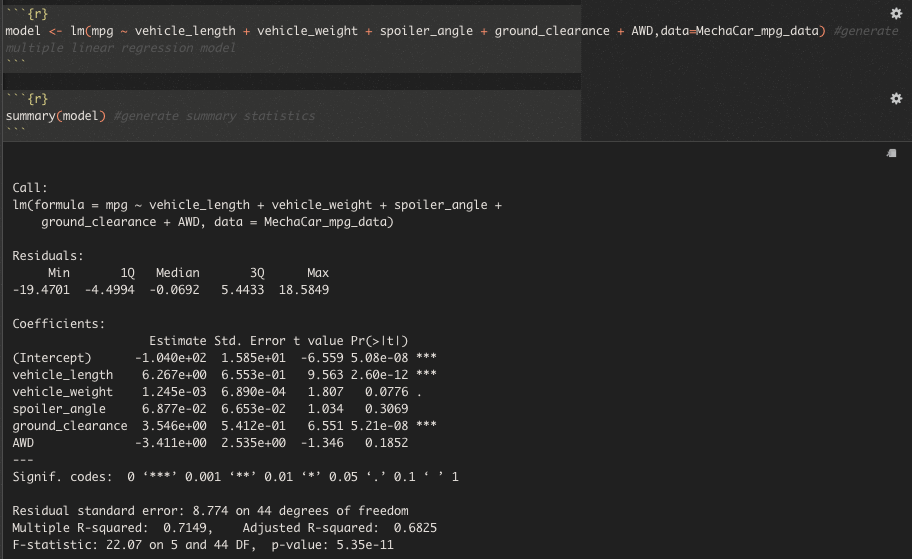 ```{r}
model <- lm(mpg ~ vehicle_length + vehicle_weight + spoiler_angle + ground_clearance + AWD,data=MechaCar_mpg_data) #generate
multiple linear regression model
```
```{r}
summary(model) #generate summary statistics
```
Call:
lm(formula = mpg ~ vehicle_length + vehicle_weight + spoiler_angle +
    ground_clearance + AWD, data = MechaCar_mpg_data)
Residuals:
     Min       1Q   Median       3Q      Max
-19.4701  -4.4994  -0.0692   5.4433  18.5849
Coefficients:
                   Estimate Std. Error t value Pr(>|t|)
(Intercept)      -1.040e+02  1.585e+01  -6.559 5.08e-08 ***
vehicle_length    6.267e+00  6.553e-01   9.563 2.60e-12 ***
vehicle_weight    1.245e-03  6.890e-04   1.807   0.0776 .
spoiler_angle     6.877e-02  6.653e-02   1.034   0.3069
ground_clearance  3.546e+00  5.412e-01   6.551 5.21e-08 ***
AWD              -3.411e+00  2.535e+00  -1.346   0.1852
---
Signif. codes:  0 ‘***’ 0.001 ‘**’ 0.01 ‘*’ 0.05 ‘.’ 0.1 ‘ ’ 1
Residual standard error: 8.774 on 44 degrees of freedom
Multiple R-squared:  0.7149,    Adjusted R-squared:  0.6825
F-statistic: 22.07 on 5 and 44 DF,  p-value: 5.35e-11